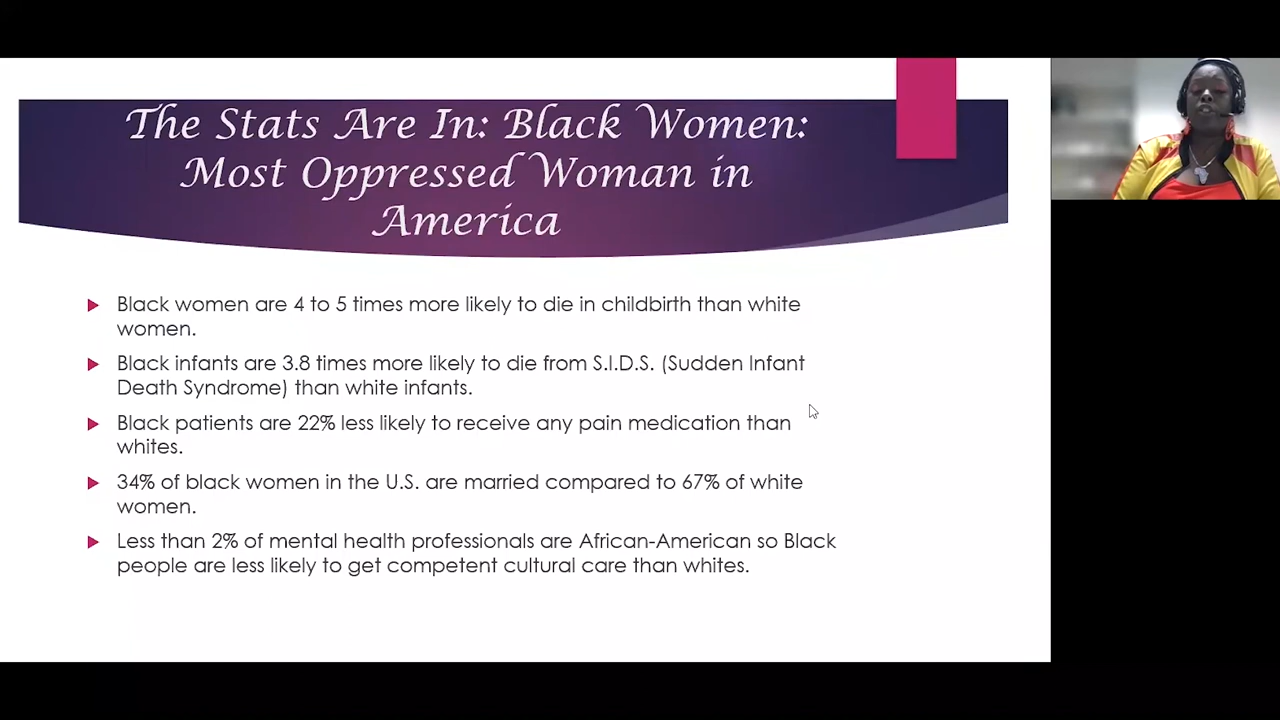 The Stats Are In: Black Women:
Most Oppressed Woman in
America
Black women are 4 to 5 times more likely to die in childbirth than white
women.
Black infants are 3.8 times more likely to die from S.I.D.S. (Sudden Infant
Death Syndrome) than white infants.
Black patients are 22% less likely to receive any pain medication than
whites.
34% of black women in the U.S. are married compared to 67% of white
women.
Less than 2% of mental health professionals are African-American so Black
people are less likely to get competent cultural care than whites.